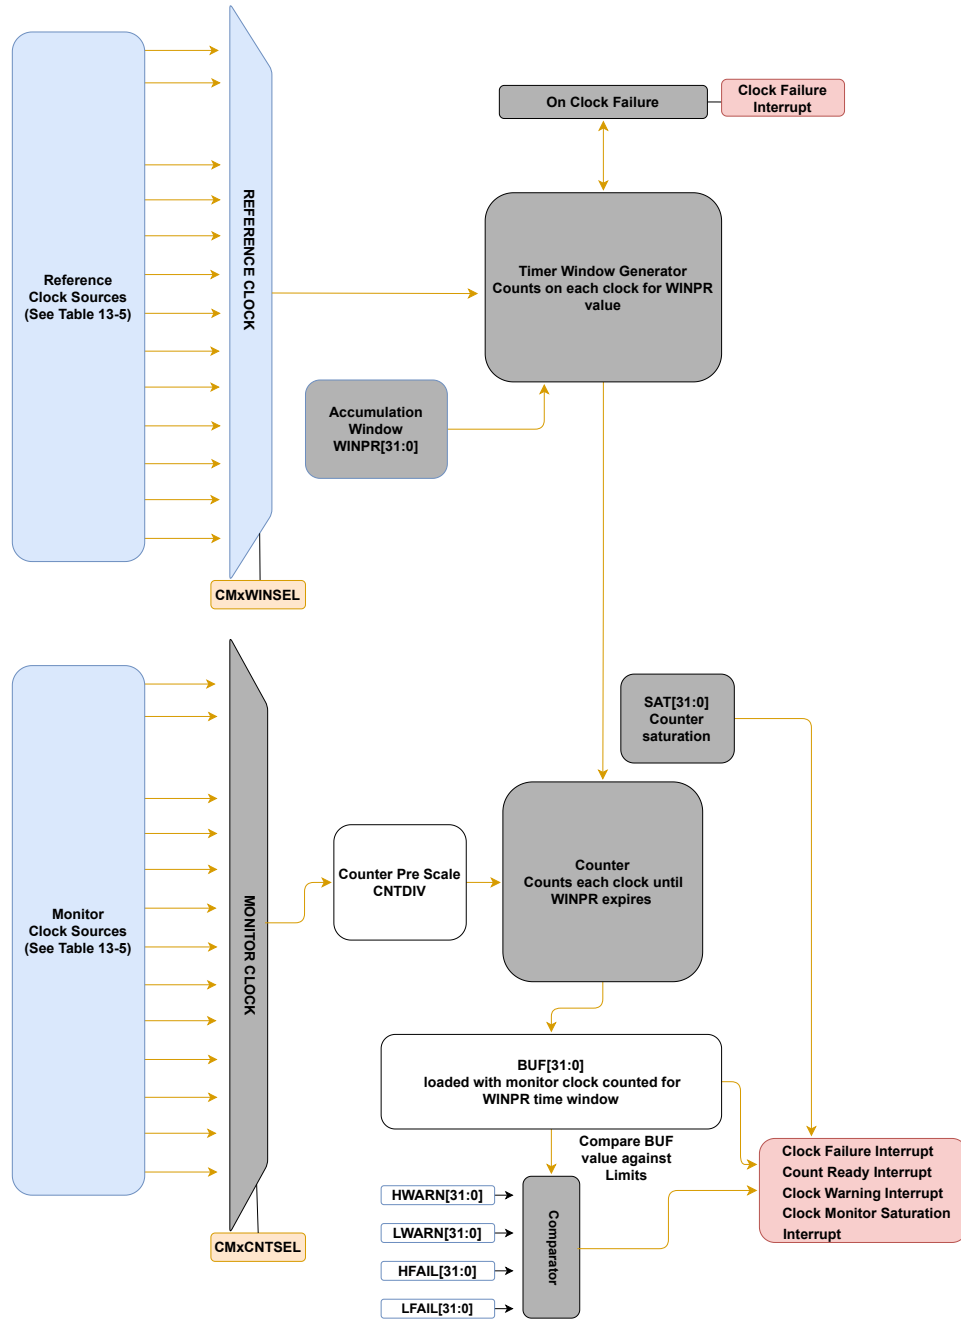 On Clock Failure
Clock Failure
Interrupt
REFERENCE CLOCK
Reference
Clock Sources
(See Table 13-5)
Timer Window Generator
Counts on each clock for WINPR
value
Accumulation
Window
WINPR[31:0]
CMxWINSEL
SAT[31:0]
Counter
saturation
Monitor
Clock Sources
(See Table 13-5)
MONITOR CLOCK
Counter Pre Scale
CNTDIV
Counter
Counts each clock until
WINPR expires
BUF[31:0]
loaded with monitor clock counted for
WINPR time window
Compare BUF
value against
Limits
CMxCNTSEL
HWARN[31:0]
LWARN[31:0]
HFAIL[31:0]
LFAIL[31:0]
Comparator
Clock Failure Interrupt
Count Ready Interrupt
Clock Warning Interrupt
Clock Monitor Saturation
Interrupt